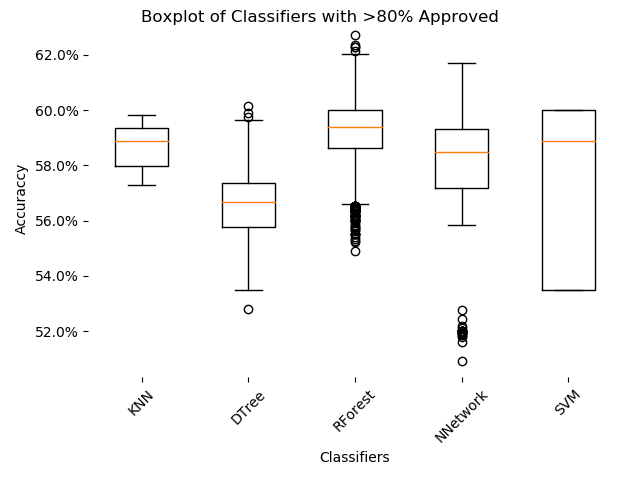 Boxplot of Classifiers with >80% Approved
62.0%
60.0%
58.0%
56.0%
54.0%
52.0%
Accuraccy
KNN
DTree
RForest
NNetwork
SVM
Classifiers